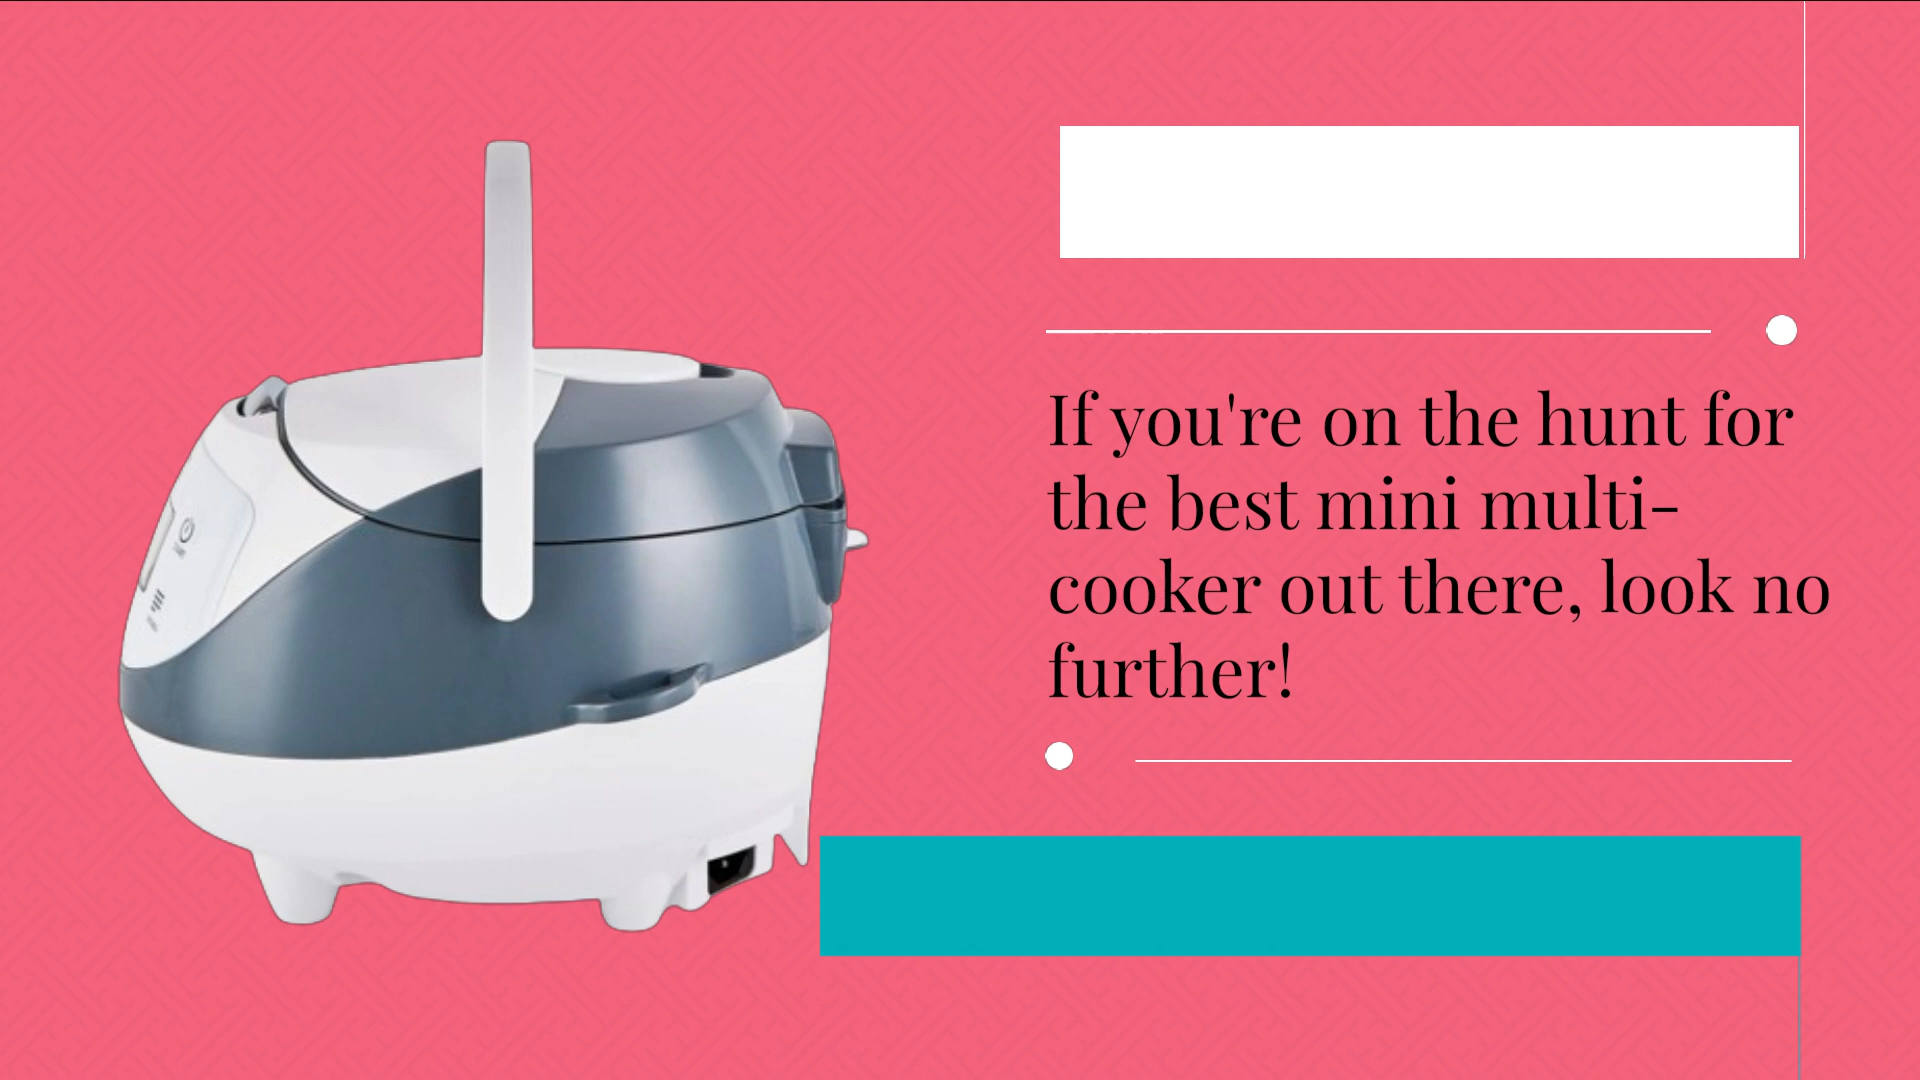 If you're on the hunt for
the best mini multi-
cooker out there, look no
further!